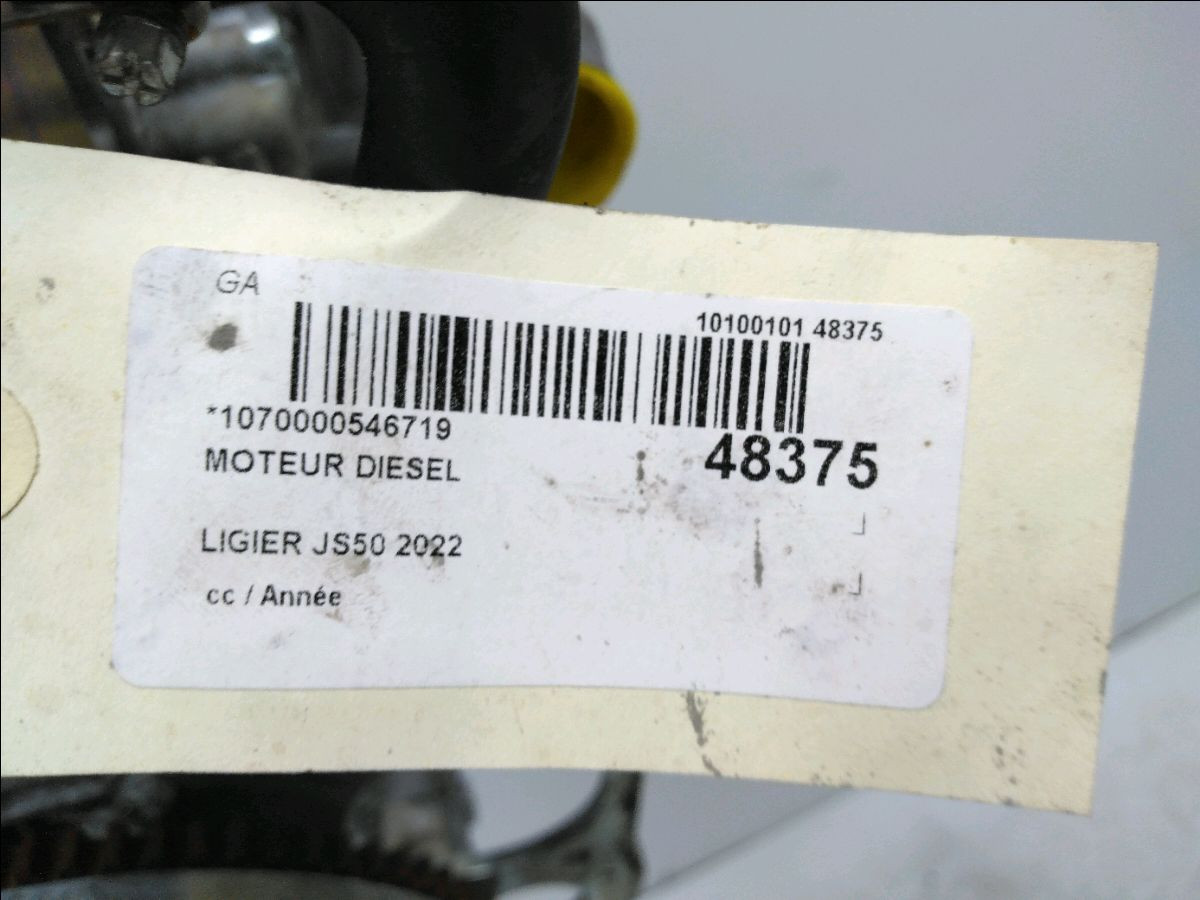 GA
10100101 48375
*1070000546719
48375
MOTEUR DIESEL
LIGIER JS50 2022
cc / Année